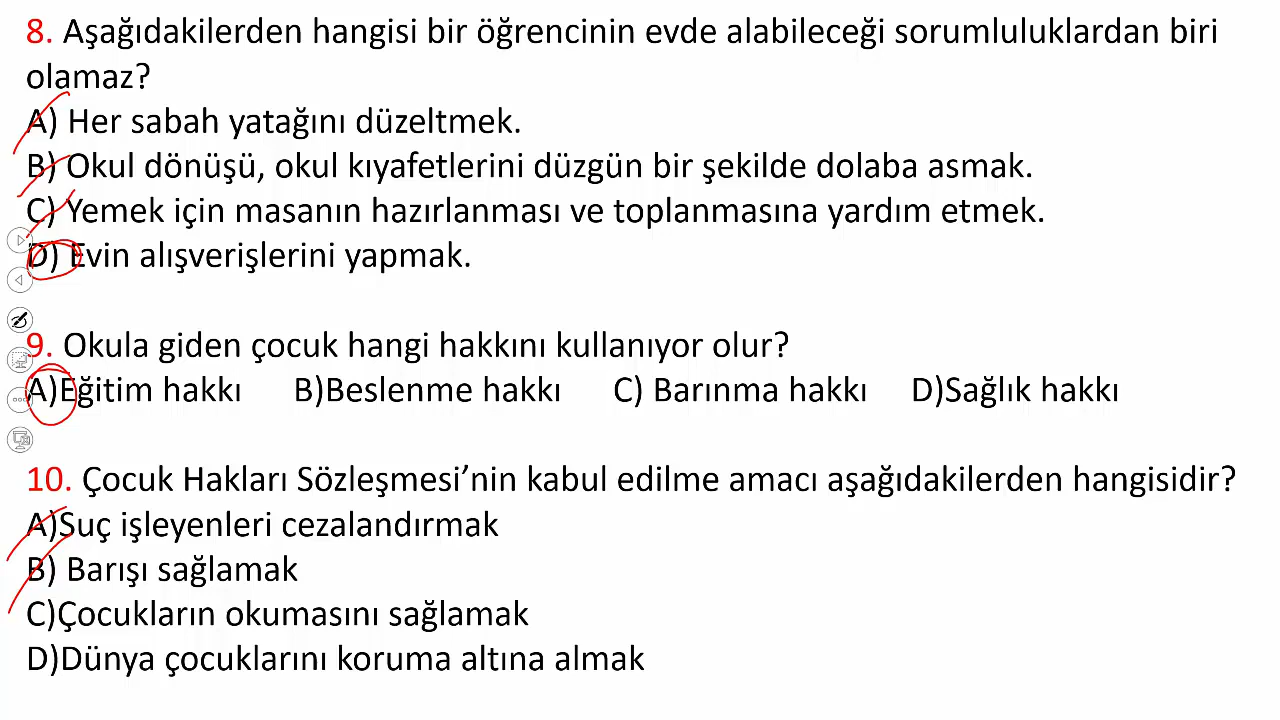 8. Aşağıdakilerden hangisi bir öğrencinin evde alabileceği sorumluluklardan biri
olamaz?
A) Her sabah yatağını düzeltmek.
B) Okul dönüşü, okul kıyafetlerini düzgün bir şekilde dolaba asmak.
C) Yemek için masanın hazırlanması ve toplanmasına yardım etmek.
D) Evin alışverişlerini yapmak.
9. Okula giden çocuk hangi hakkını kullanıyor olur?
A)Eğitim hakkı B)Beslenme hakkı C) Barınma hakkı D)Sağlık hakkı
10. Çocuk Hakları Sözleşmesi’nin kabul edilme amacı aşağıdakilerden hangisidir?
A)Suç işleyenleri cezalandırmak
B) Barışı sağlamak
C)Çocukların okumasını sağlamak
D)Dünya çocuklarını koruma altına almak